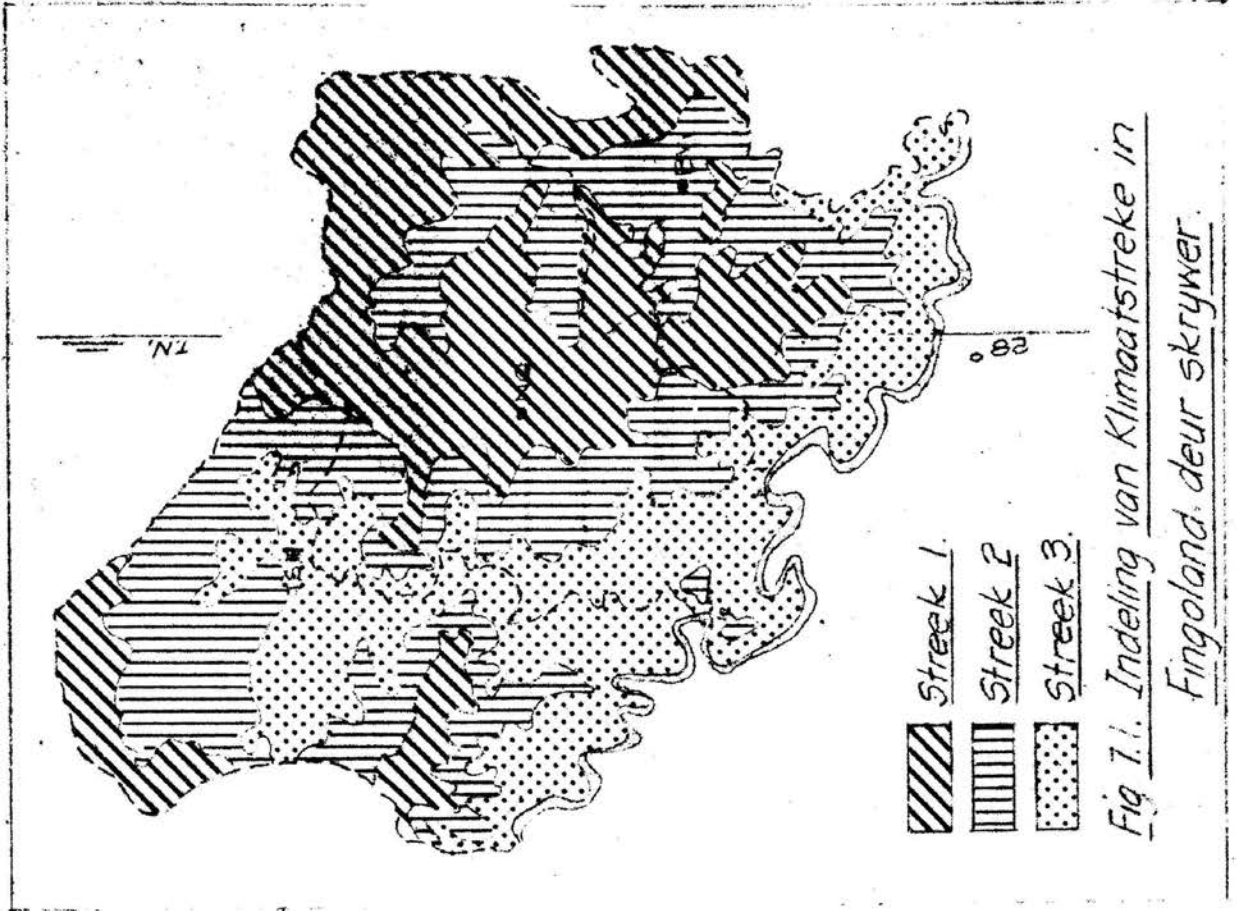 T.N.
28°
Streek 1.
Streek 2
Streek 3.
Fig 7.1. Indeling van Klimaatstreke in
Fingoland. deur skrywer.